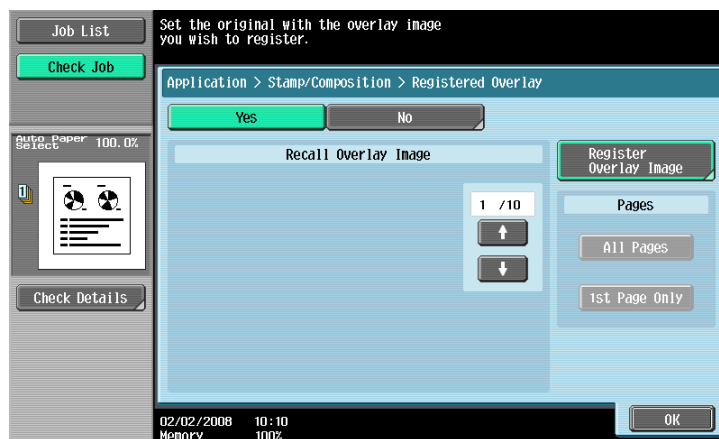 Job List
Set the original with the overlay image
you wish to register.
Check Job
Application > Stamp/Composition > Registered Overlay
Yes
No
Auto Paper
Select
100.0%
Recall Overlay Image
Register
Overlay Image
1
1 /10
Pages
All Pages
Check Details
1st Page Only
02/02/2008 10:10
Memory 100%
OK